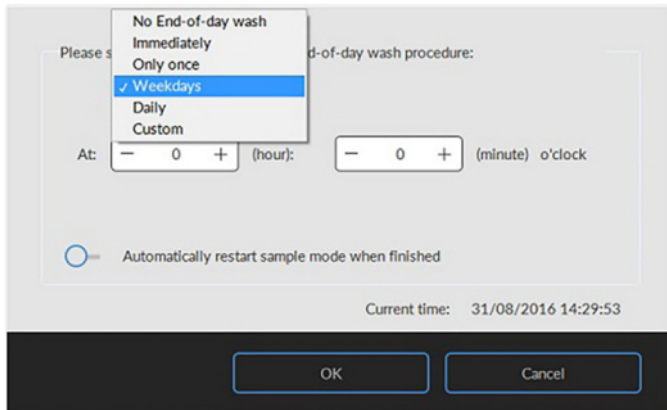 No End-of-day wash
Immediately
Only once
Please s d-of-day wash procedure:
✓ Weekdays
Daily
Custom
At: − 0 + (hour): − 0 + (minute) o'clock
Automatically restart sample mode when finished
Current time: 31/08/2016 14:29:53
OK Cancel